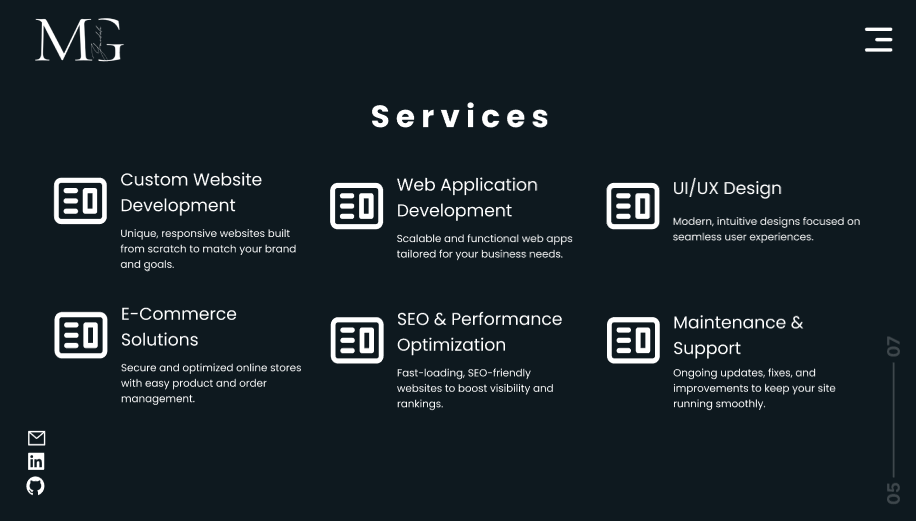 MG
Services
Custom Website
Development
Unique, responsive websites built
from scratch to match your brand
and goals.
Web Application
Development
Scalable and functional web apps
tailored for your business needs.
UI/UX Design
Modern, intuitive designs focused on
seamless user experiences.
E-Commerce
Solutions
Secure and optimized online stores
with easy product and order
management.
SEO & Performance
Optimization
Fast-loading, SEO-friendly
websites to boost visibility and
rankings.
Maintenance &
Support
Ongoing updates, fixes, and
improvements to keep your site
running smoothly.
in
07
05